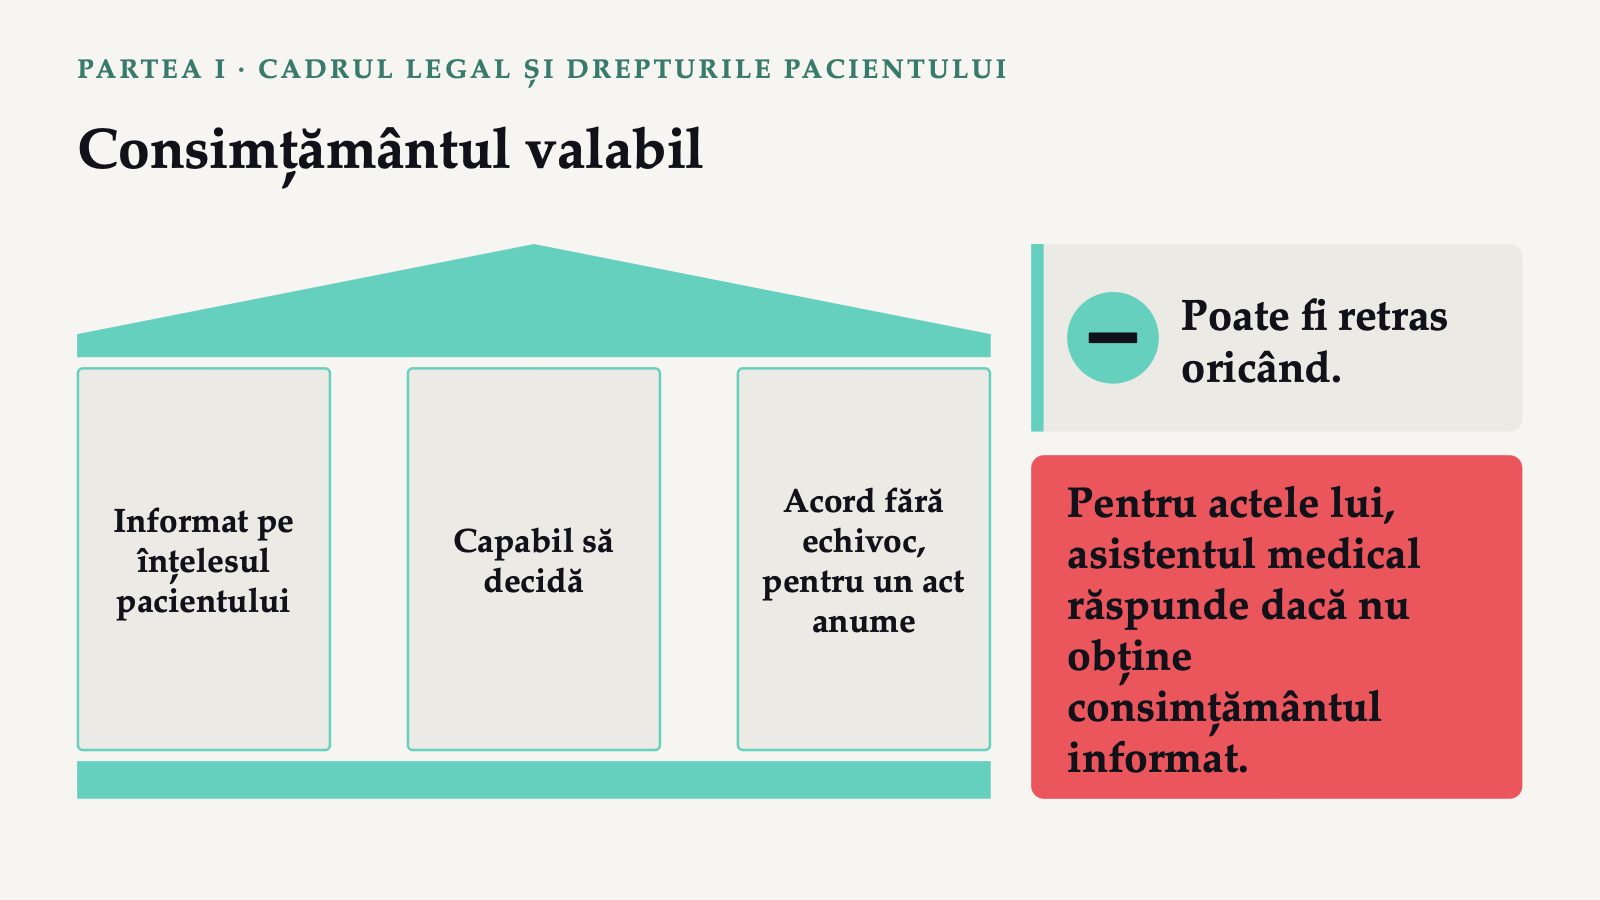 PARTEA I · CADRUL LEGAL ȘI DREPTURILE PACIENTULUI
Consimțământul valabil
Informat pe
înțelesul
pacientului
Capabil să
decidă
Acord fără
echivoc,
pentru un act
anume
Poate fi retras
oricând.
Pentru actele lui,
asistentul medical
răspunde dacă nu
obține
consimțământul
informat.